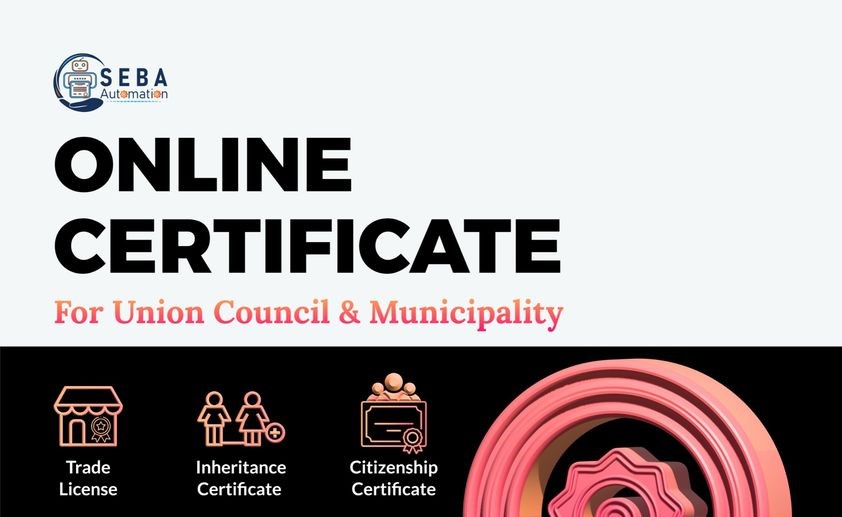 SEBA
Automation
ONLINE
CERTIFICATE
For Union Council & Municipality
Trade
License
Inheritance
Certificate
Citizenship
Certificate